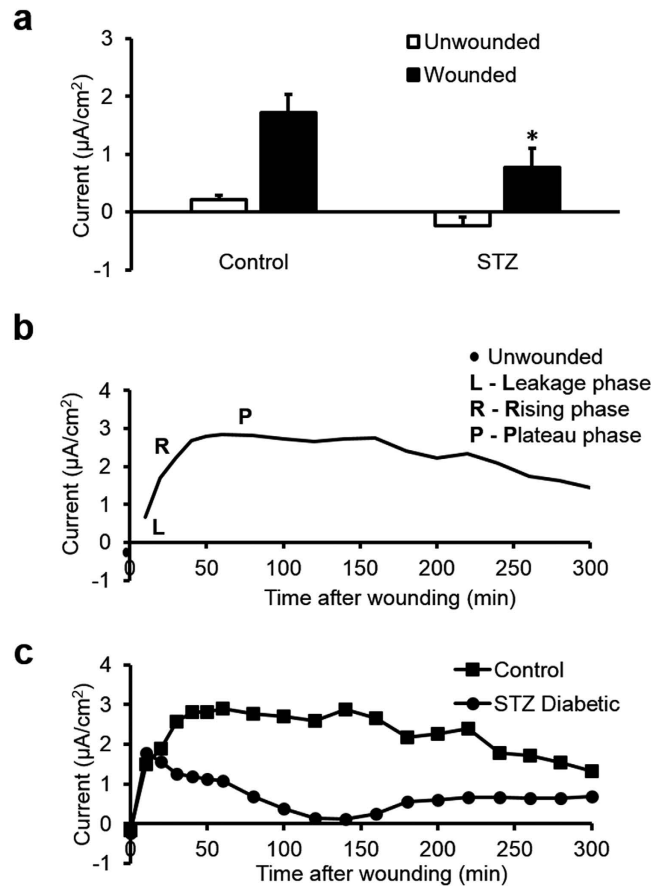 a
3
2
1
0
-1
Current (µA/cm²)
Unwounded
Wounded
*
Control
STZ
b
4
3
2
1
0
-1
Current (µA/cm²)
R
P
L
Unwounded
L - Leakage phase
R - Rising phase
P - Plateau phase
0 50 100 150 200 250 300
Time after wounding (min)
c
4
3
2
1
0
-1
Current (µA/cm²)
Control
STZ Diabetic
0 50 100 150 200 250 300
Time after wounding (min)